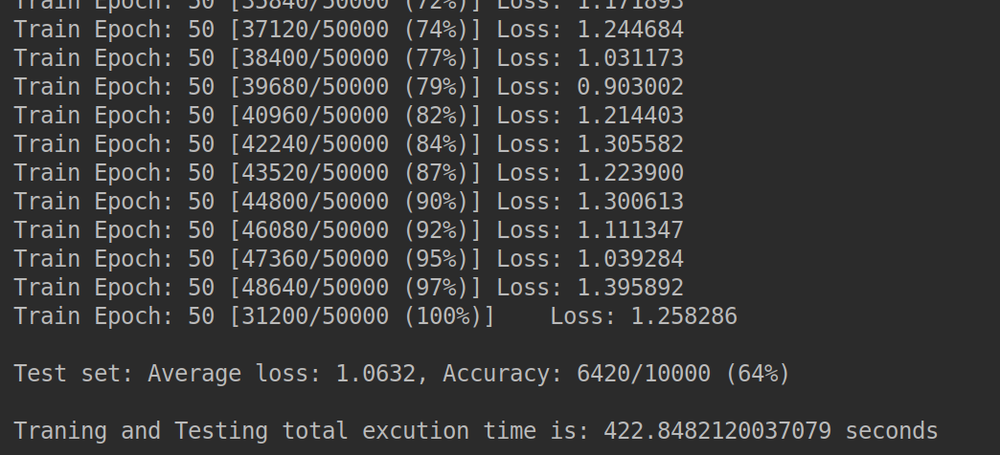 Train Epoch: 50 [35840/50000 (72%)] Loss: 1.171893
Train Epoch: 50 [37120/50000 (74%)] Loss: 1.244684
Train Epoch: 50 [38400/50000 (77%)] Loss: 1.031173
Train Epoch: 50 [39680/50000 (79%)] Loss: 0.903002
Train Epoch: 50 [40960/50000 (82%)] Loss: 1.214403
Train Epoch: 50 [42240/50000 (84%)] Loss: 1.305582
Train Epoch: 50 [43520/50000 (87%)] Loss: 1.223900
Train Epoch: 50 [44800/50000 (90%)] Loss: 1.300613
Train Epoch: 50 [46080/50000 (92%)] Loss: 1.111347
Train Epoch: 50 [47360/50000 (95%)] Loss: 1.039284
Train Epoch: 50 [48640/50000 (97%)] Loss: 1.395892
Train Epoch: 50 [31200/50000 (100%)]    Loss: 1.258286
Test set: Average loss: 1.0632, Accuracy: 6420/10000 (64%)
Traning and Testing total excution time is: 422.8482120037079 seconds